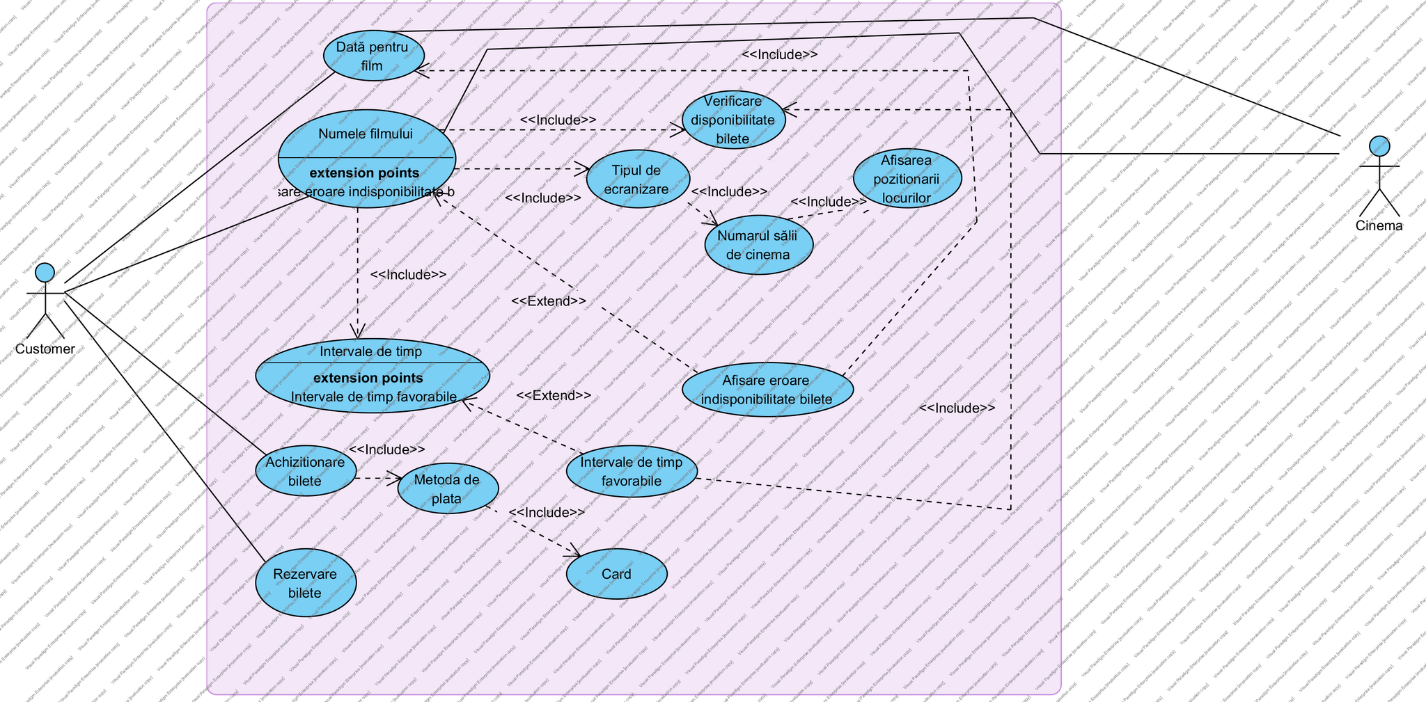 Dată pentru
film
<<Include>>
Verificare
disponibilitate
bilete
<<Include>>
Numele filmului
extension points
sare eroare indisponibilitate b
Tipul de
ecranizare
<<Include>>
<<Include>>
Afisarea
pozitionarii
locurilor
<<Include>>
Numarul sălii
de cinema
Cinema
<<Include>>
<<Extend>>
Customer
Intervale de timp
extension points
Intervale de timp favorabile
Afisare eroare
indisponibilitate bilete
<<Extend>>
<<Include>>
Achizitionare
bilete
<<Include>>
Metoda de
plata
Intervale de timp
favorabile
<<Include>>
Card
Rezervare
bilete